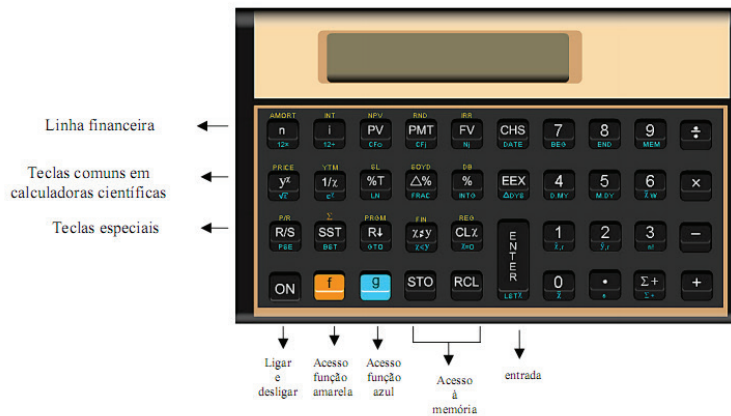 AMORT INT NPV RND IRR
Linha financeira n i PV PMT FV CHS 7 8 9 ÷
12× 12÷ CFo CFj Nj DATE BEG END MEM
PRICE YTM SL SOYD DB
Teclas comuns em
calculadoras científicas
yˣ 1/x %T Δ% % EEX 4 5 6 ×
√x eˣ LN FRAC INTG ΔDYS D.MY M.DY x̄w
P/R Σ PRGM FIN REG
Teclas especiais R/S SST R↓ x≷y CLx ENTER 1 2 3 −
PSE BST GTO x≤y x=0 x̂,r ŷ,r n!
ON f g STO RCL 0 • Σ+ +
LSTX x̄ s Σ-
Ligar
e
desligar
Acesso
função
amarela
Acesso
função
azul
Acesso
à
memória
entrada